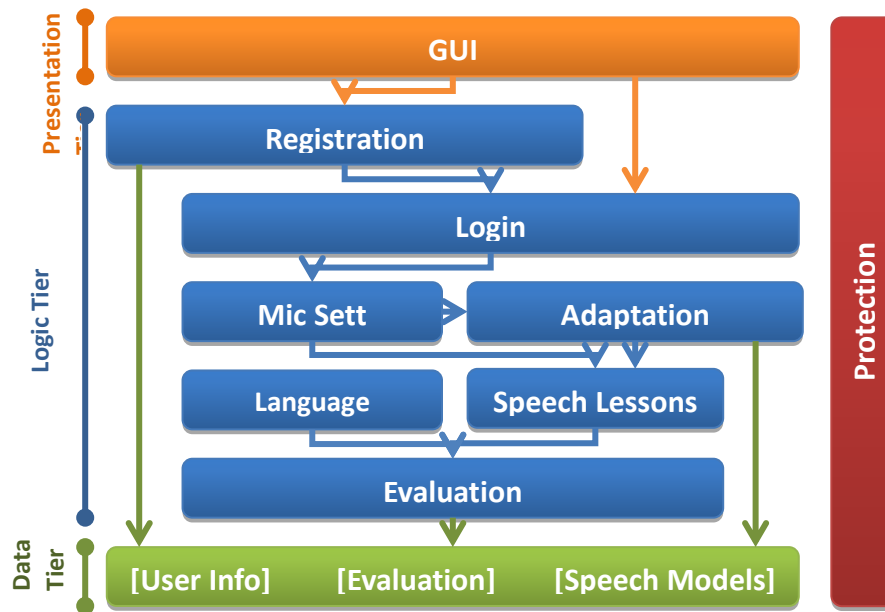 Presentation
GUI
Registration
Login
Logic Tier
Mic Sett
Adaptation
Language
Speech Lessons
Evaluation
Data
Tier
[User Info] [Evaluation] [Speech Models]
Protection